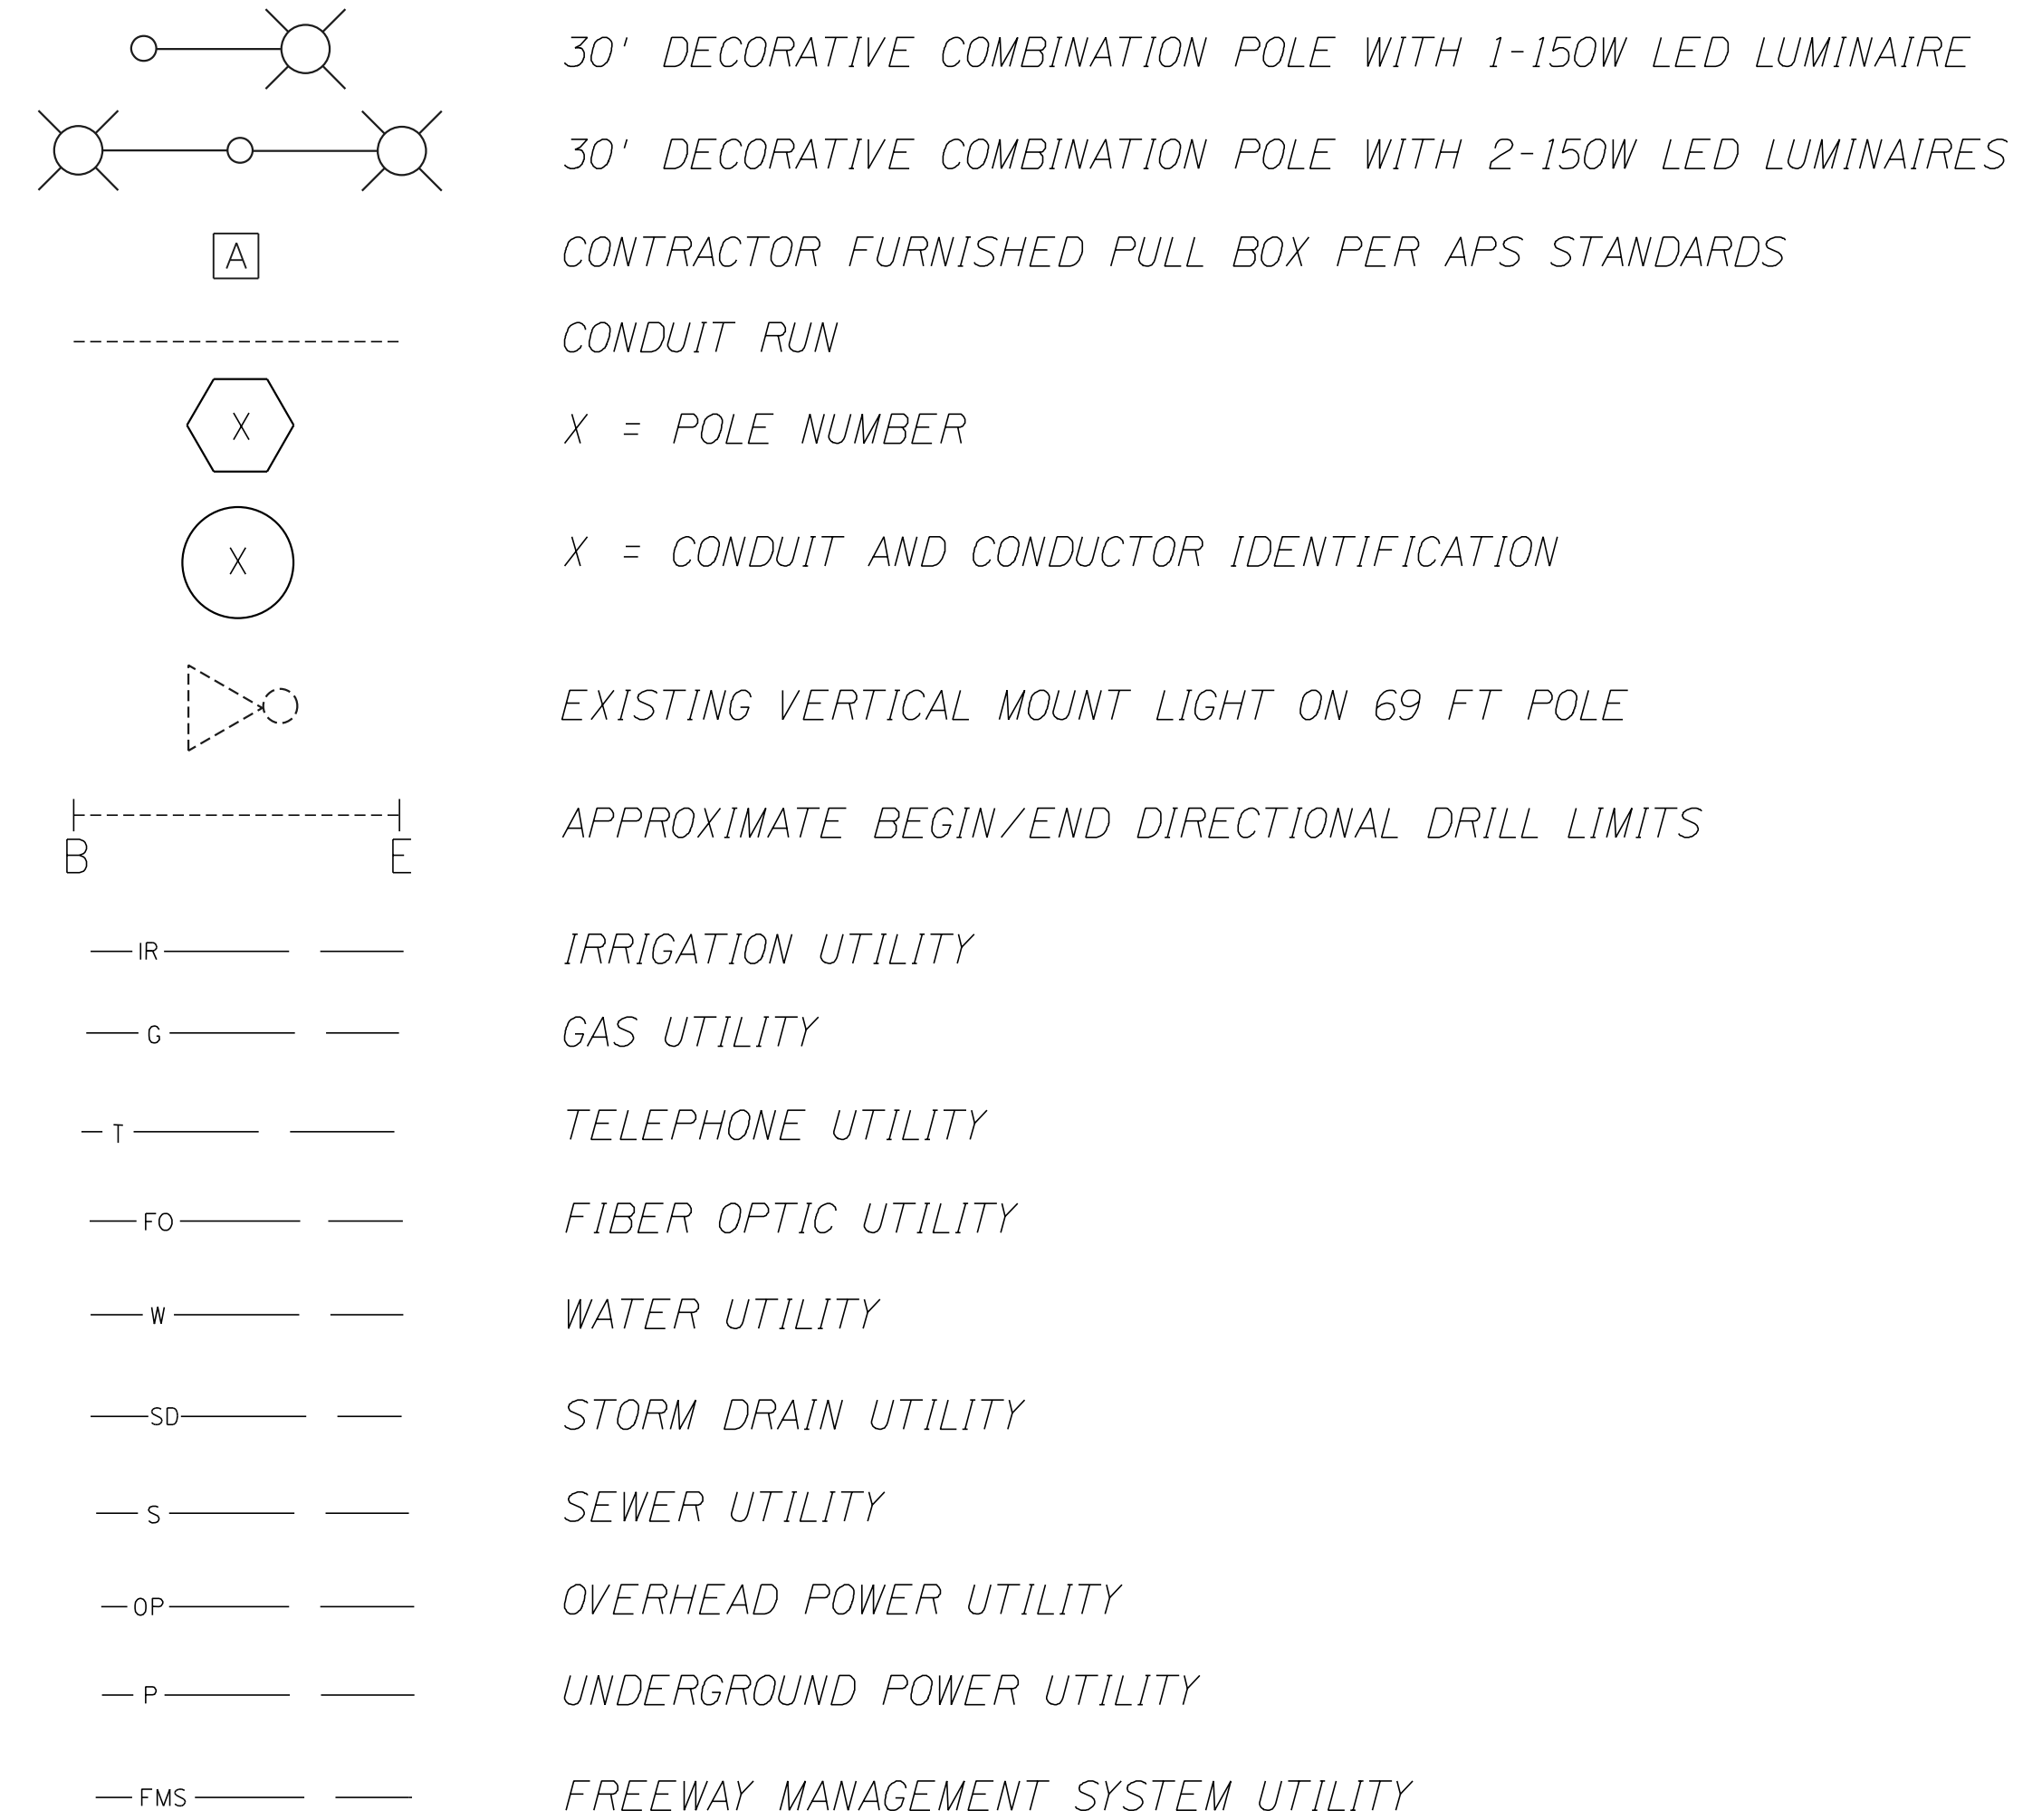 30' DECORATIVE COMBINATION POLE WITH 1-150W LED LUMINAIRE
30' DECORATIVE COMBINATION POLE WITH 2-150W LED LUMINAIRES
A CONTRACTOR FURNISHED PULL BOX PER APS STANDARDS
CONDUIT RUN
X X = POLE NUMBER
X X = CONDUIT AND CONDUCTOR IDENTIFICATION
EXISTING VERTICAL MOUNT LIGHT ON 69 FT POLE
APPROXIMATE BEGIN/END DIRECTIONAL DRILL LIMITS
B E
IR IRRIGATION UTILITY
G GAS UTILITY
T TELEPHONE UTILITY
FO FIBER OPTIC UTILITY
W WATER UTILITY
SD STORM DRAIN UTILITY
S SEWER UTILITY
OP OVERHEAD POWER UTILITY
P UNDERGROUND POWER UTILITY
FMS FREEWAY MANAGEMENT SYSTEM UTILITY